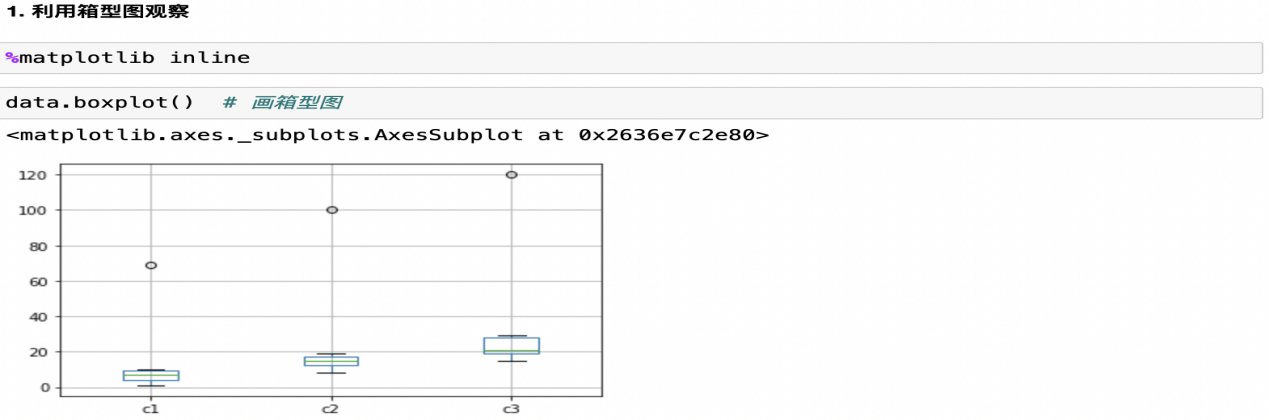 1. 利用箱型图观察
%matplotlib inline
data.boxplot()  # 画箱型图
<matplotlib.axes._subplots.AxesSubplot at 0x2636e7c2e80>
120
100
80
60
40
20
0
c1 c2 c3